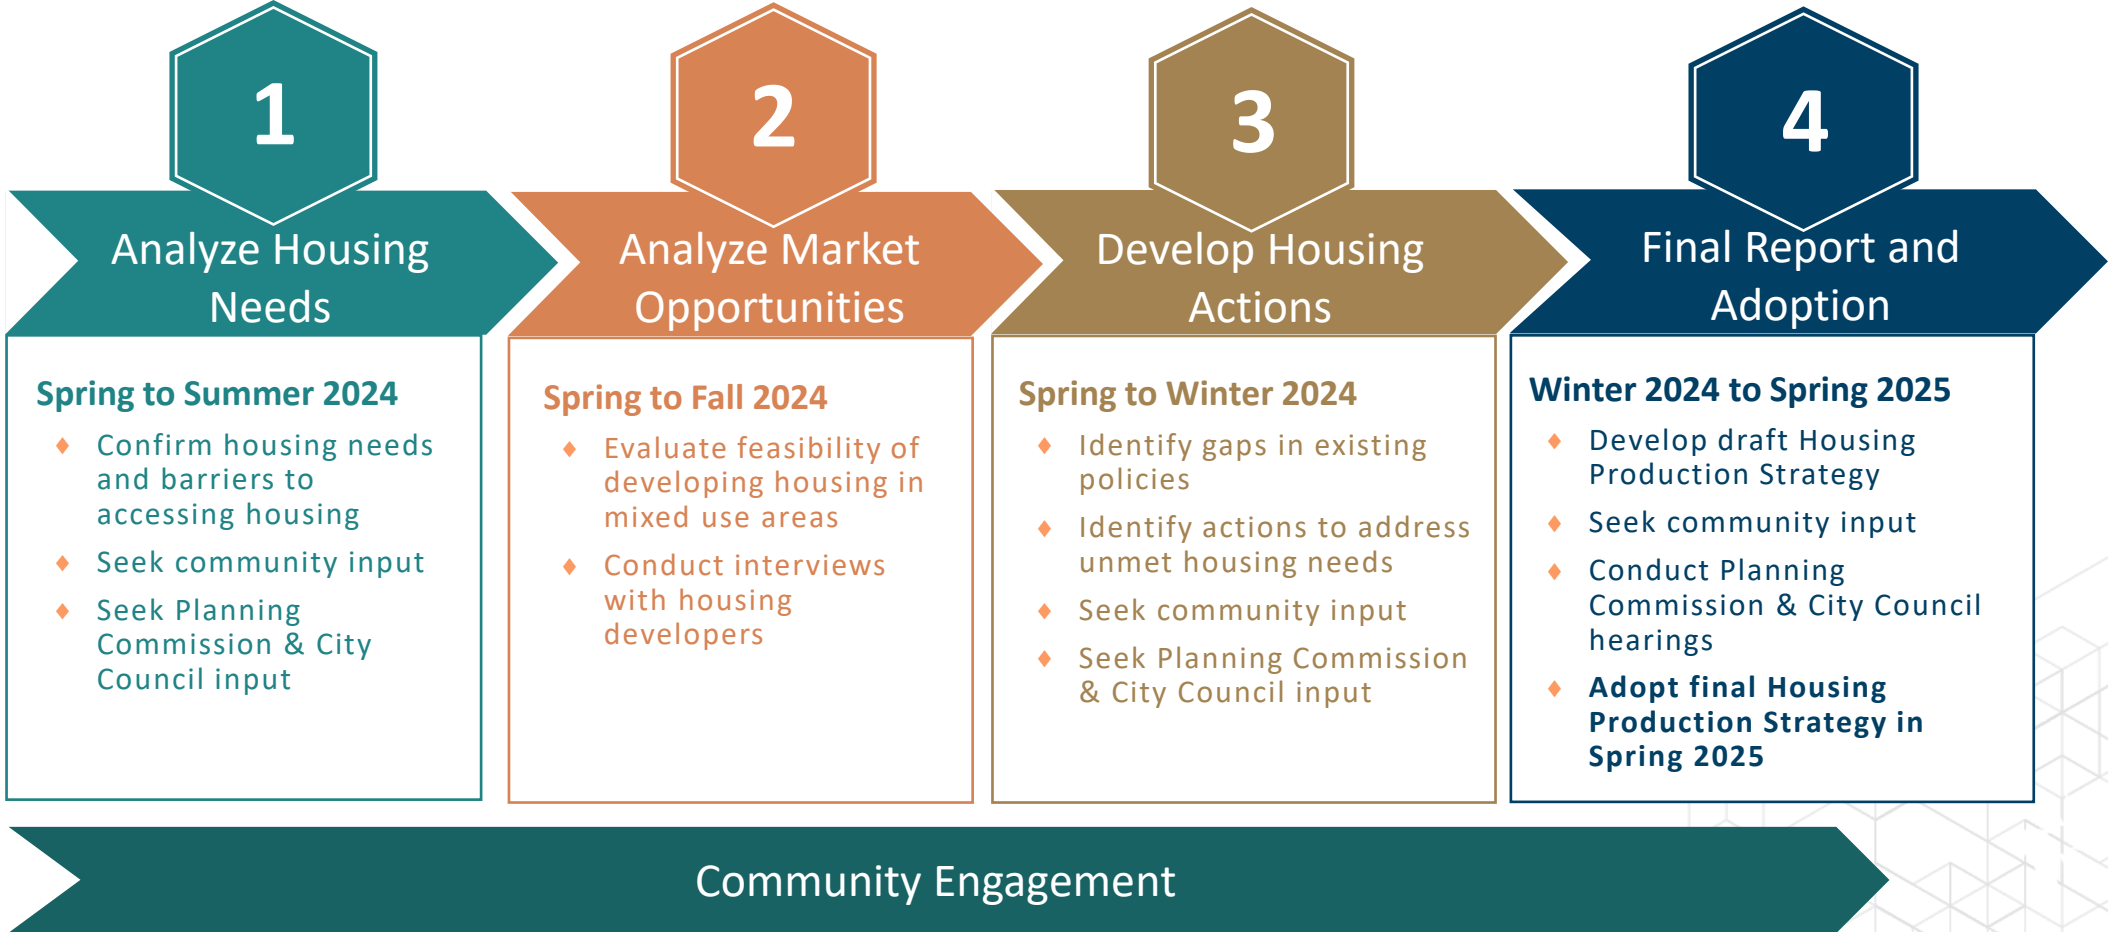 1
Analyze Housing
Needs
Spring to Summer 2024
Confirm housing needs
and barriers to
accessing housing
Seek community input
Seek Planning
Commission & City
Council input
2
Analyze Market
Opportunities
Spring to Fall 2024
Evaluate feasibility of
developing housing in
mixed use areas
Conduct interviews
with housing
developers
3
Develop Housing
Actions
Spring to Winter 2024
Identify gaps in existing
policies
Identify actions to address
unmet housing needs
Seek community input
Seek Planning Commission
& City Council input
4
Final Report and
Adoption
Winter 2024 to Spring 2025
Develop draft Housing
Production Strategy
Seek community input
Conduct Planning
Commission & City Council
hearings
Adopt final Housing
Production Strategy in
Spring 2025
Community Engagement